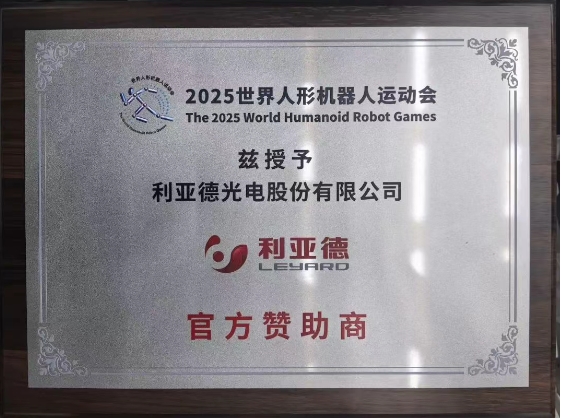 2025世界人形机器人运动会
The 2025 World Humanoid Robot Games
兹授予
利亚德光电股份有限公司
利亚德
LEYARD
官方赞助商